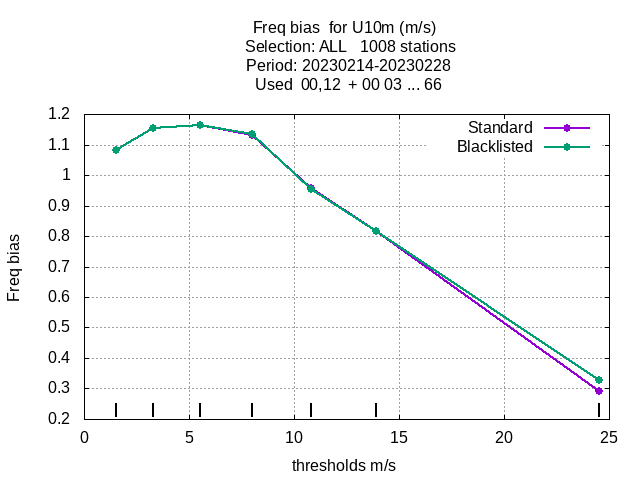 Freq bias  for U10m (m/s)
Selection: ALL   1008 stations
Period: 20230214-20230228
Used  00,12  + 00 03 ... 66
Standard
Blacklisted
Freq bias
1.2
1.1
1
0.9
0.8
0.7
0.6
0.5
0.4
0.3
0.2
0 5 10 15 20 25
thresholds m/s